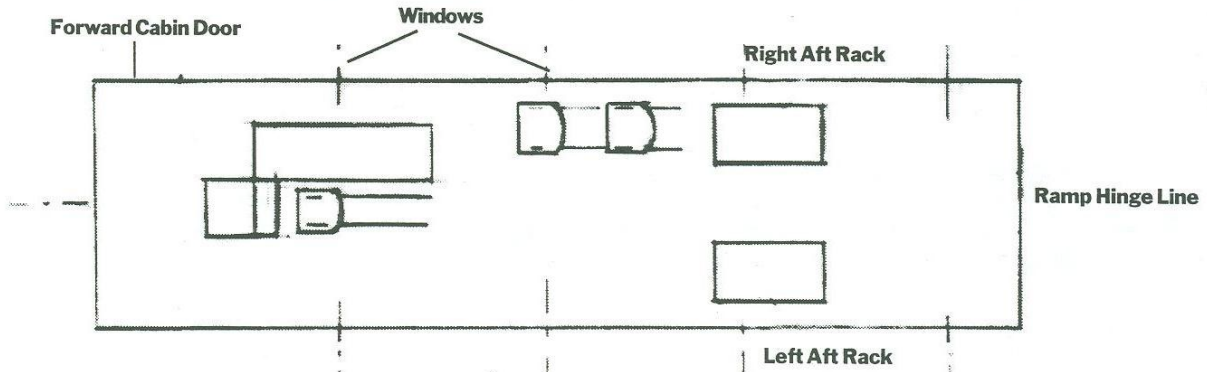 Windows
Forward Cabin Door
Right Aft Rack
Ramp Hinge Line
Left Aft Rack